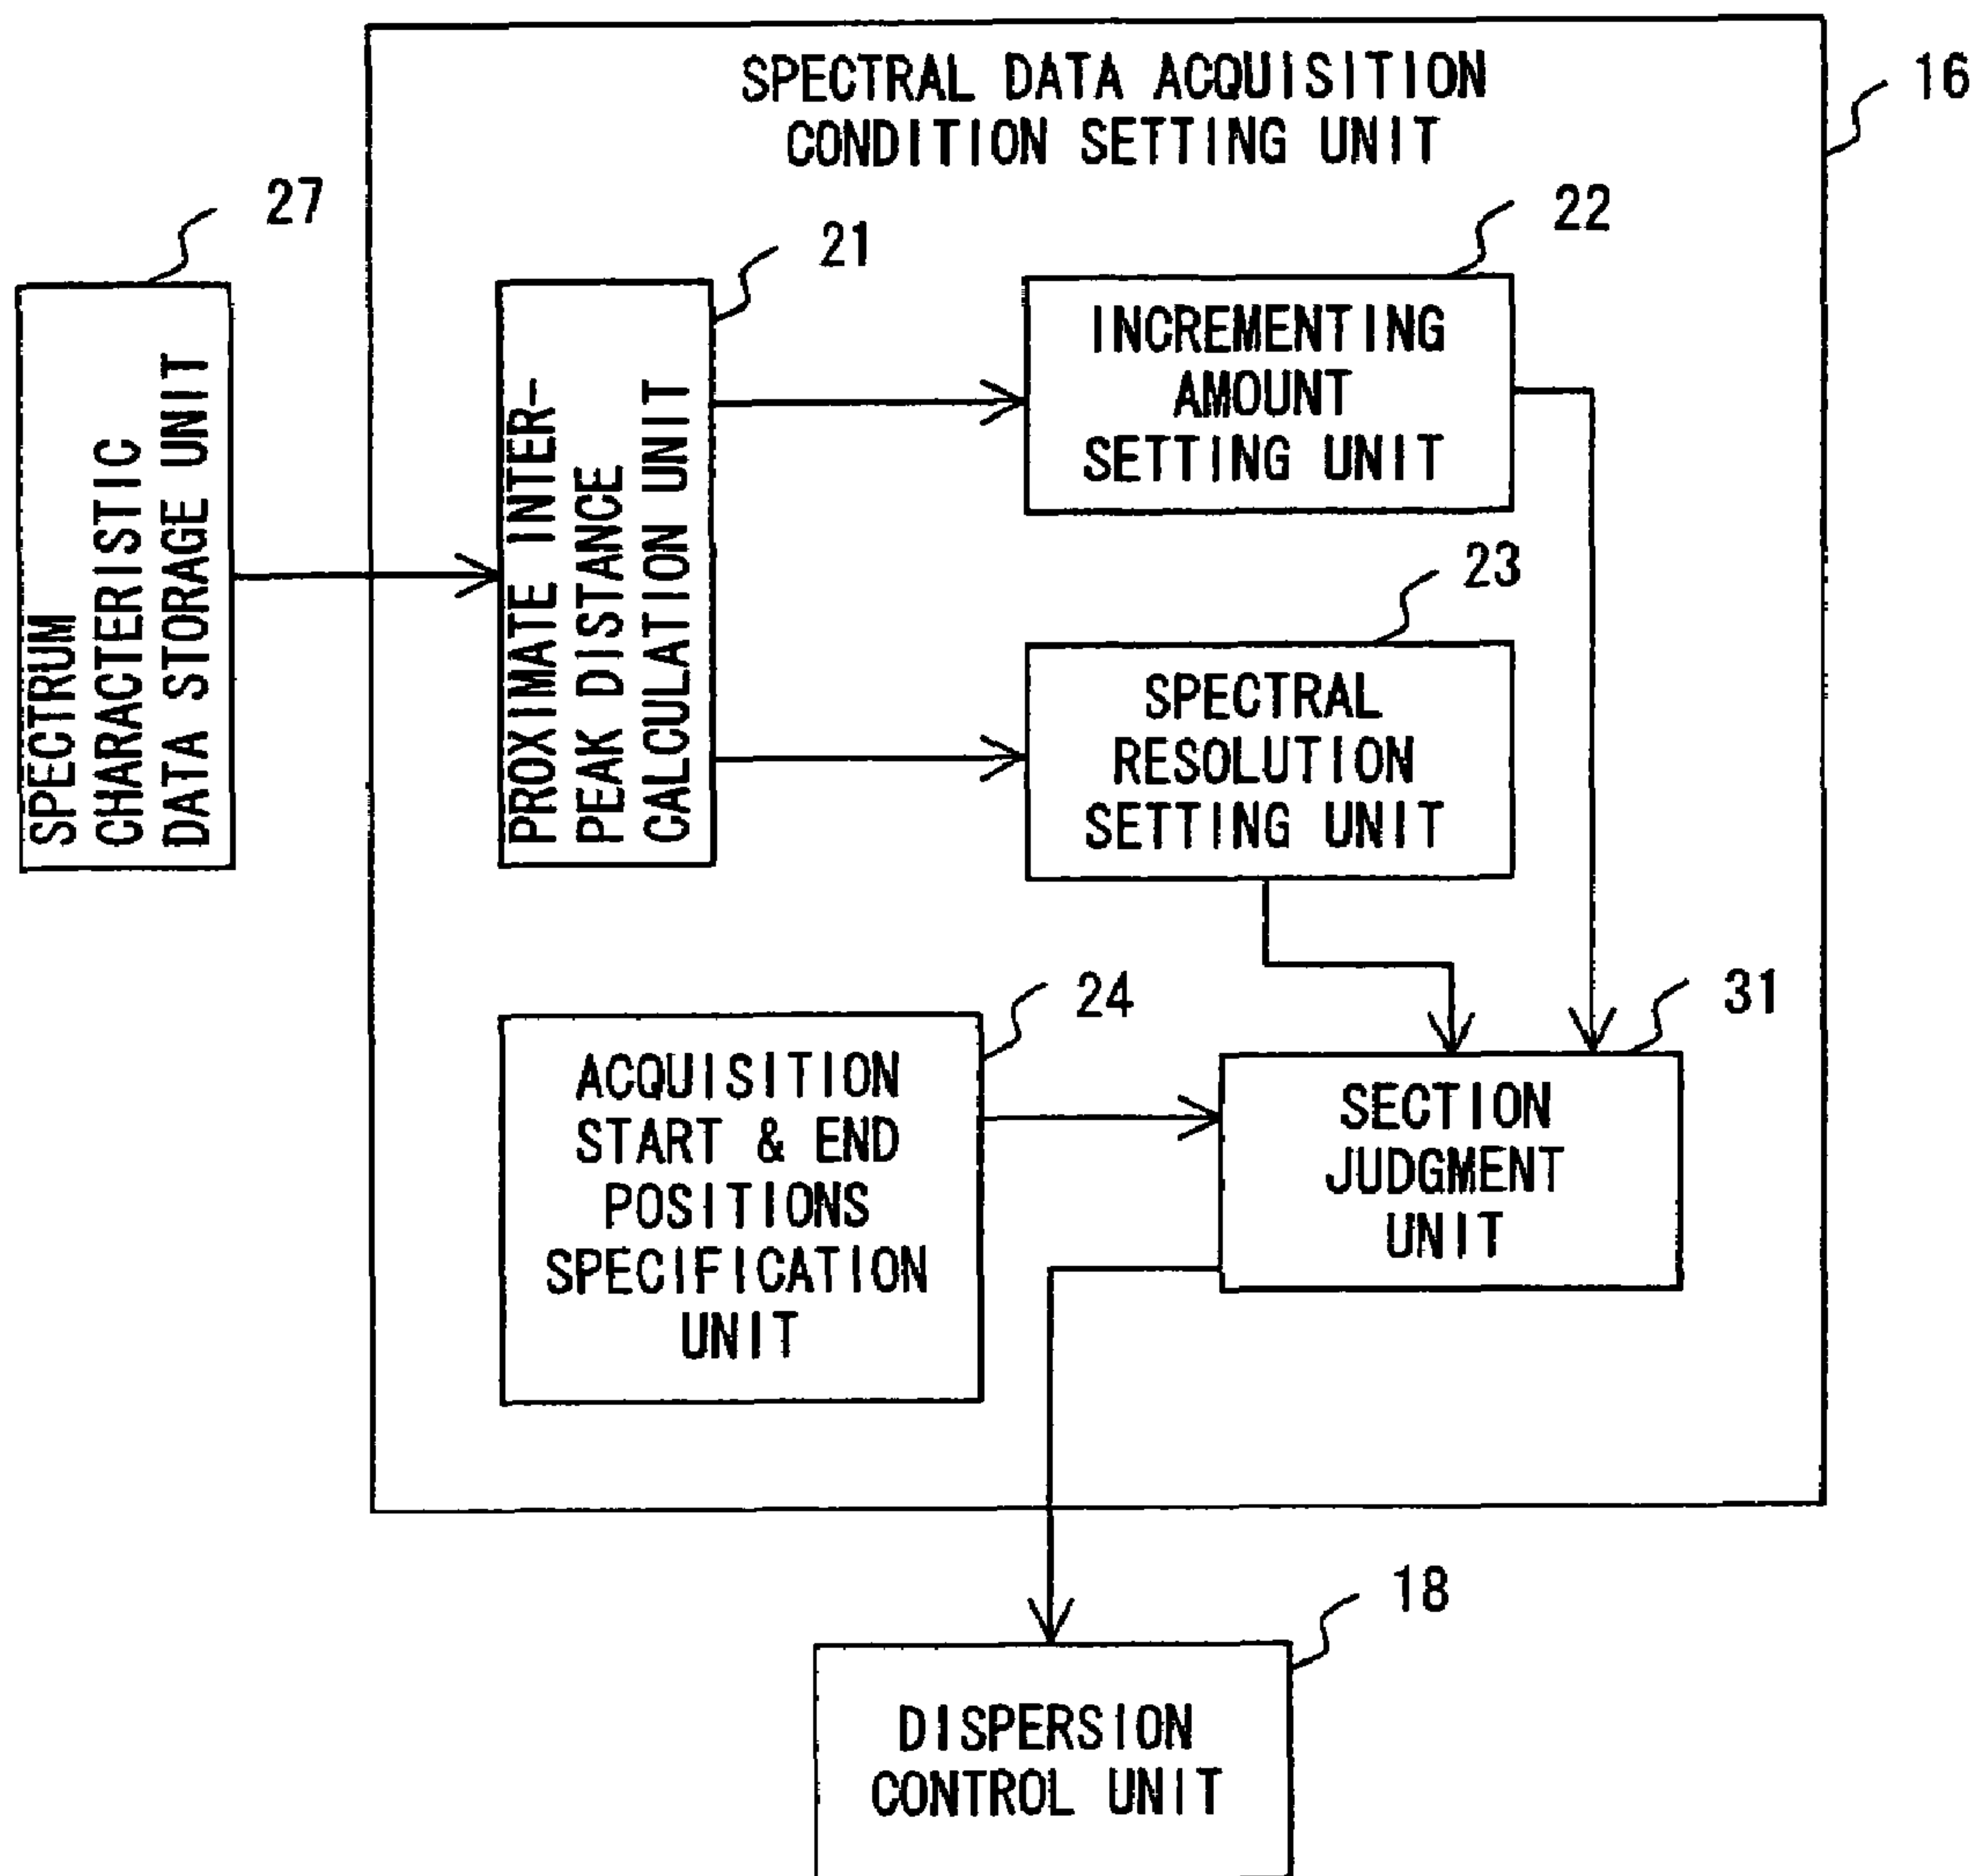 SPECTRAL DATA ACQUISITION
CONDITION SETTING UNIT
16
27
SPECTRUM
CHARACTERISTIC
DATA STORAGE UNIT
21
PROXIMATE INTER-
PEAK DISTANCE
CALCULATION UNIT
22
INCREMENTING
AMOUNT
SETTING UNIT
23
SPECTRAL
RESOLUTION
SETTING UNIT
24
ACQUISITION
START & END
POSITIONS
SPECIFICATION
UNIT
31
SECTION
JUDGMENT
UNIT
18
DISPERSION
CONTROL UNIT